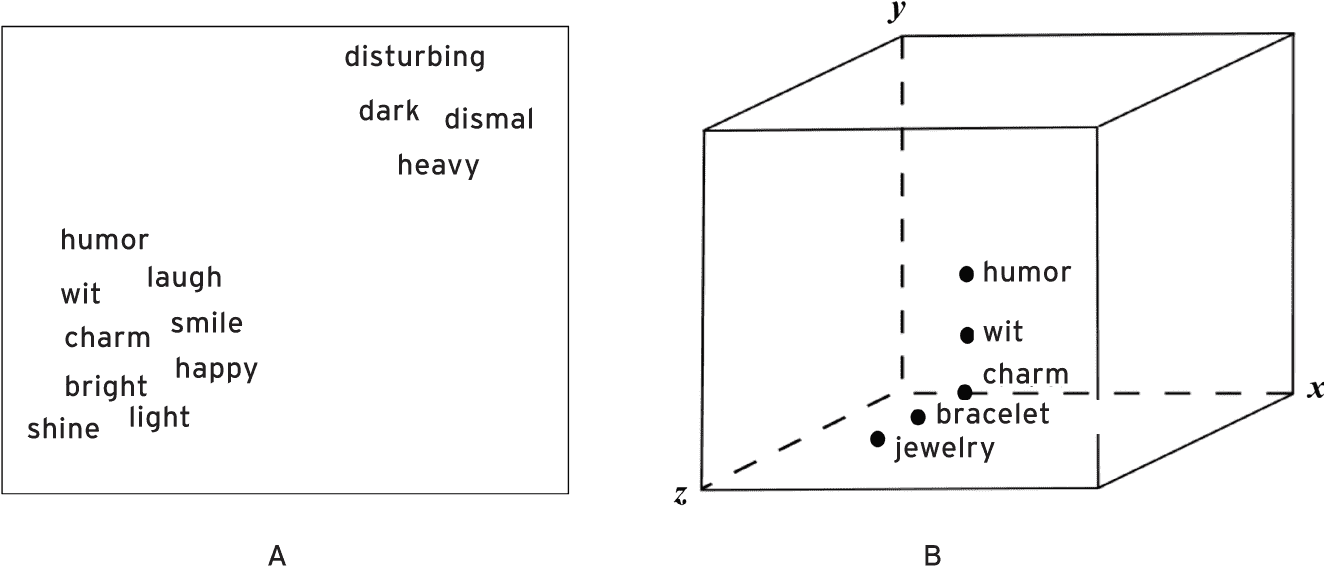 disturbing
dark dismal
heavy
humor
laugh
wit
smile
charm
happy
bright
light
shine
A
y
humor
wit
charm
x
bracelet
jewelry
z
B